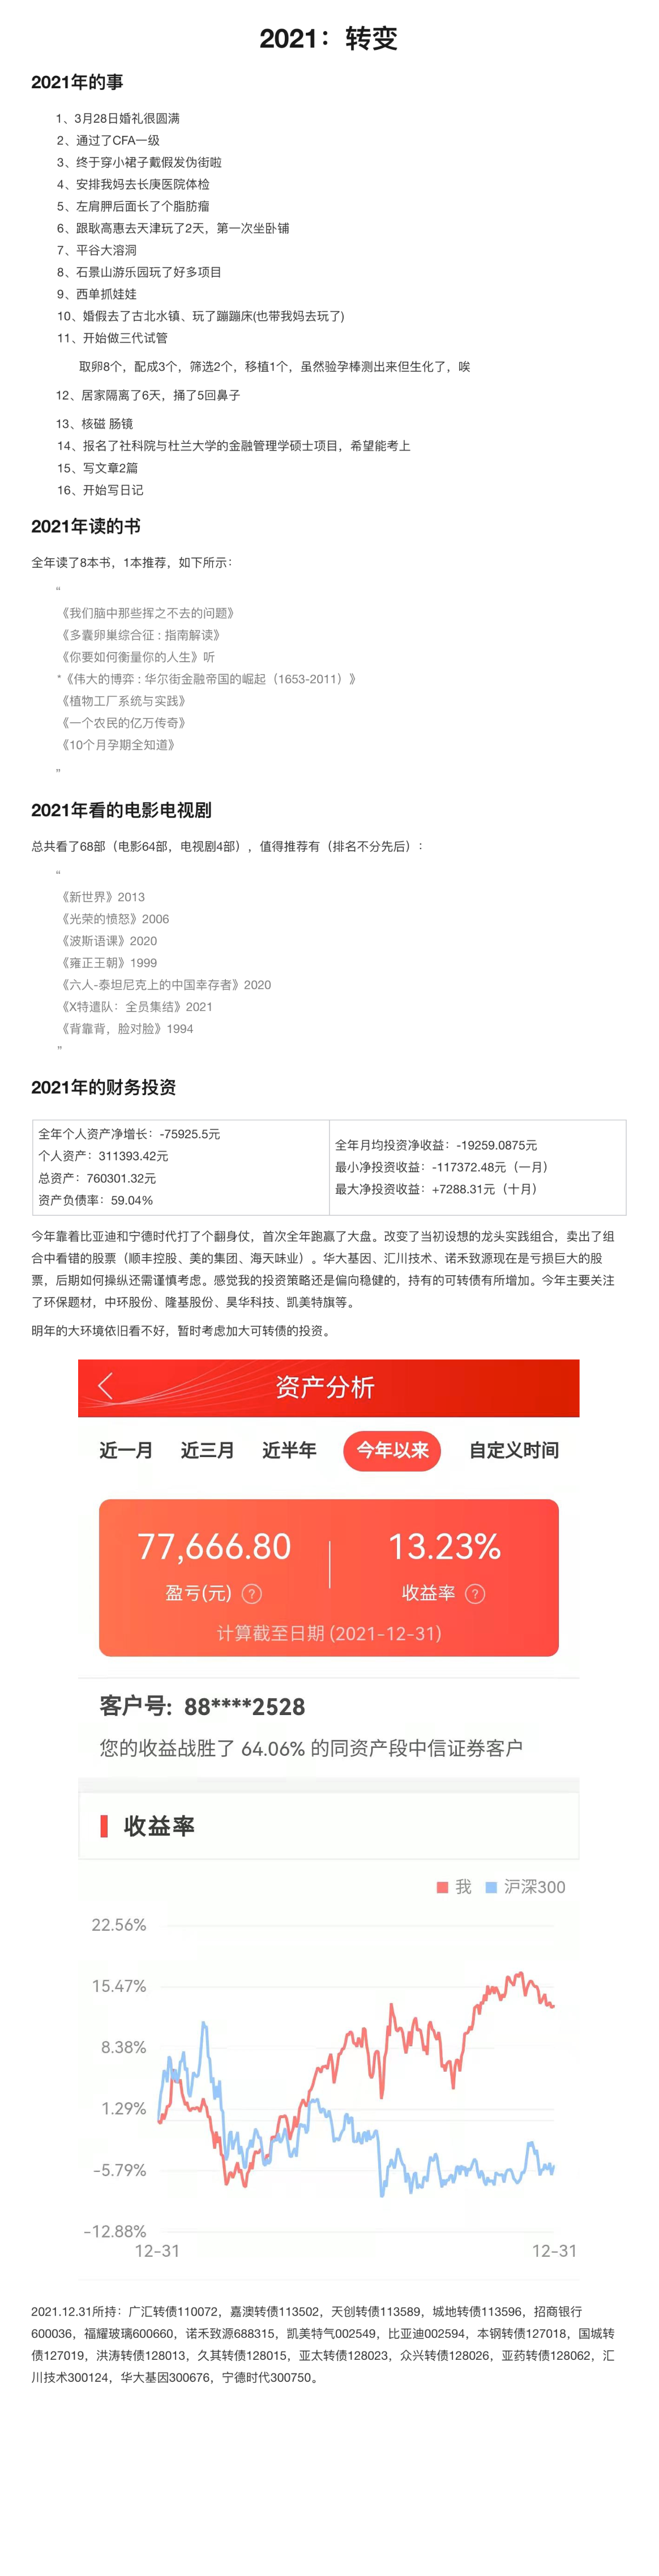 2021：转变
2021年的事
1、3月28日婚礼很圆满
2、通过了CFA一级
3、终于穿小裙子戴假发伪街啦
4、安排我妈去长庚医院体检
5、左肩胛后面长了个脂肪瘤
6、跟耿高惠去天津玩了2天，第一次坐卧铺
7、平谷大溶洞
8、石景山游乐园玩了好多项目
9、西单抓娃娃
10、婚假去了古北水镇、玩了蹦蹦床(也带我妈去玩了)
11、开始做三代试管
取卵8个，配成3个，筛选2个，移植1个，虽然验孕棒测出来但生化了，唉
12、居家隔离了6天，捅了5回鼻子
13、核磁 肠镜
14、报名了社科院与杜兰大学的金融管理学硕士项目，希望能考上
15、写文章2篇
16、开始写日记
2021年读的书
全年读了8本书，1本推荐，如下所示：
“
《我们脑中那些挥之不去的问题》
《多囊卵巢综合征 : 指南解读》
《你要如何衡量你的人生》听
*《伟大的博弈 : 华尔街金融帝国的崛起（1653-2011）》
《植物工厂系统与实践》
《一个农民的亿万传奇》
《10个月孕期全知道》
”
2021年看的电影电视剧
总共看了68部（电影64部，电视剧4部），值得推荐有（排名不分先后）：
“
《新世界》2013
《光荣的愤怒》2006
《波斯语课》2020
《雍正王朝》1999
《六人-泰坦尼克上的中国幸存者》2020
《X特遣队：全员集结》2021
《背靠背，脸对脸》1994
”
2021年的财务投资
全年个人资产净增长：-75925.5元
个人资产：311393.42元
总资产：760301.32元
资产负债率：59.04%
全年月均投资净收益：-19259.0875元
最小净投资收益：-117372.48元（一月）
最大净投资收益：+7288.31元（十月）
今年靠着比亚迪和宁德时代打了个翻身仗，首次全年跑赢了大盘。改变了当初设想的龙头实践组合，卖出了组
合中看错的股票（顺丰控股、美的集团、海天味业）。华大基因、汇川技术、诺禾致源现在是亏损巨大的股
票，后期如何操纵还需谨慎考虑。感觉我的投资策略还是偏向稳健的，持有的可转债有所增加。今年主要关注
了环保题材，中环股份、隆基股份、昊华科技、凯美特旗等。
明年的大环境依旧看不好，暂时考虑加大可转债的投资。
资产分析
近一月 近三月 近半年 今年以来 自定义时间
77,666.80 13.23%
盈亏(元) ? 收益率 ?
计算截至日期 (2021-12-31)
客户号: 88****2528
您的收益战胜了 64.06% 的同资产段中信证券客户
收益率
我 沪深300
22.56%
15.47%
8.38%
1.29%
-5.79%
-12.88%
12-31 12-31
2021.12.31所持：广汇转债110072，嘉澳转债113502，天创转债113589，城地转债113596，招商银行
600036，福耀玻璃600660，诺禾致源688315，凯美特气002549，比亚迪002594，本钢转债127018，国城转
债127019，洪涛转债128013，久其转债128015，亚太转债128023，众兴转债128026，亚药转债128062，汇
川技术300124，华大基因300676，宁德时代300750。